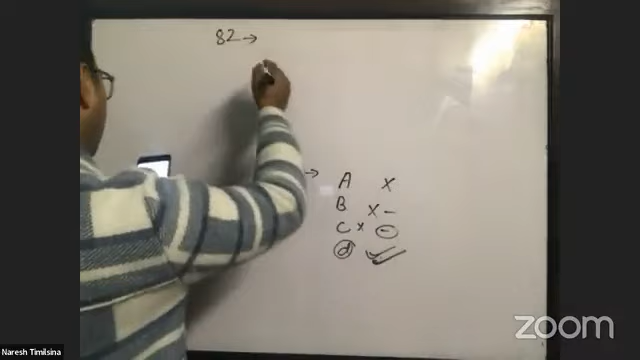 82 →
→ A ×
B × –
C × –
d ✓
Naresh Timilsina
zoom